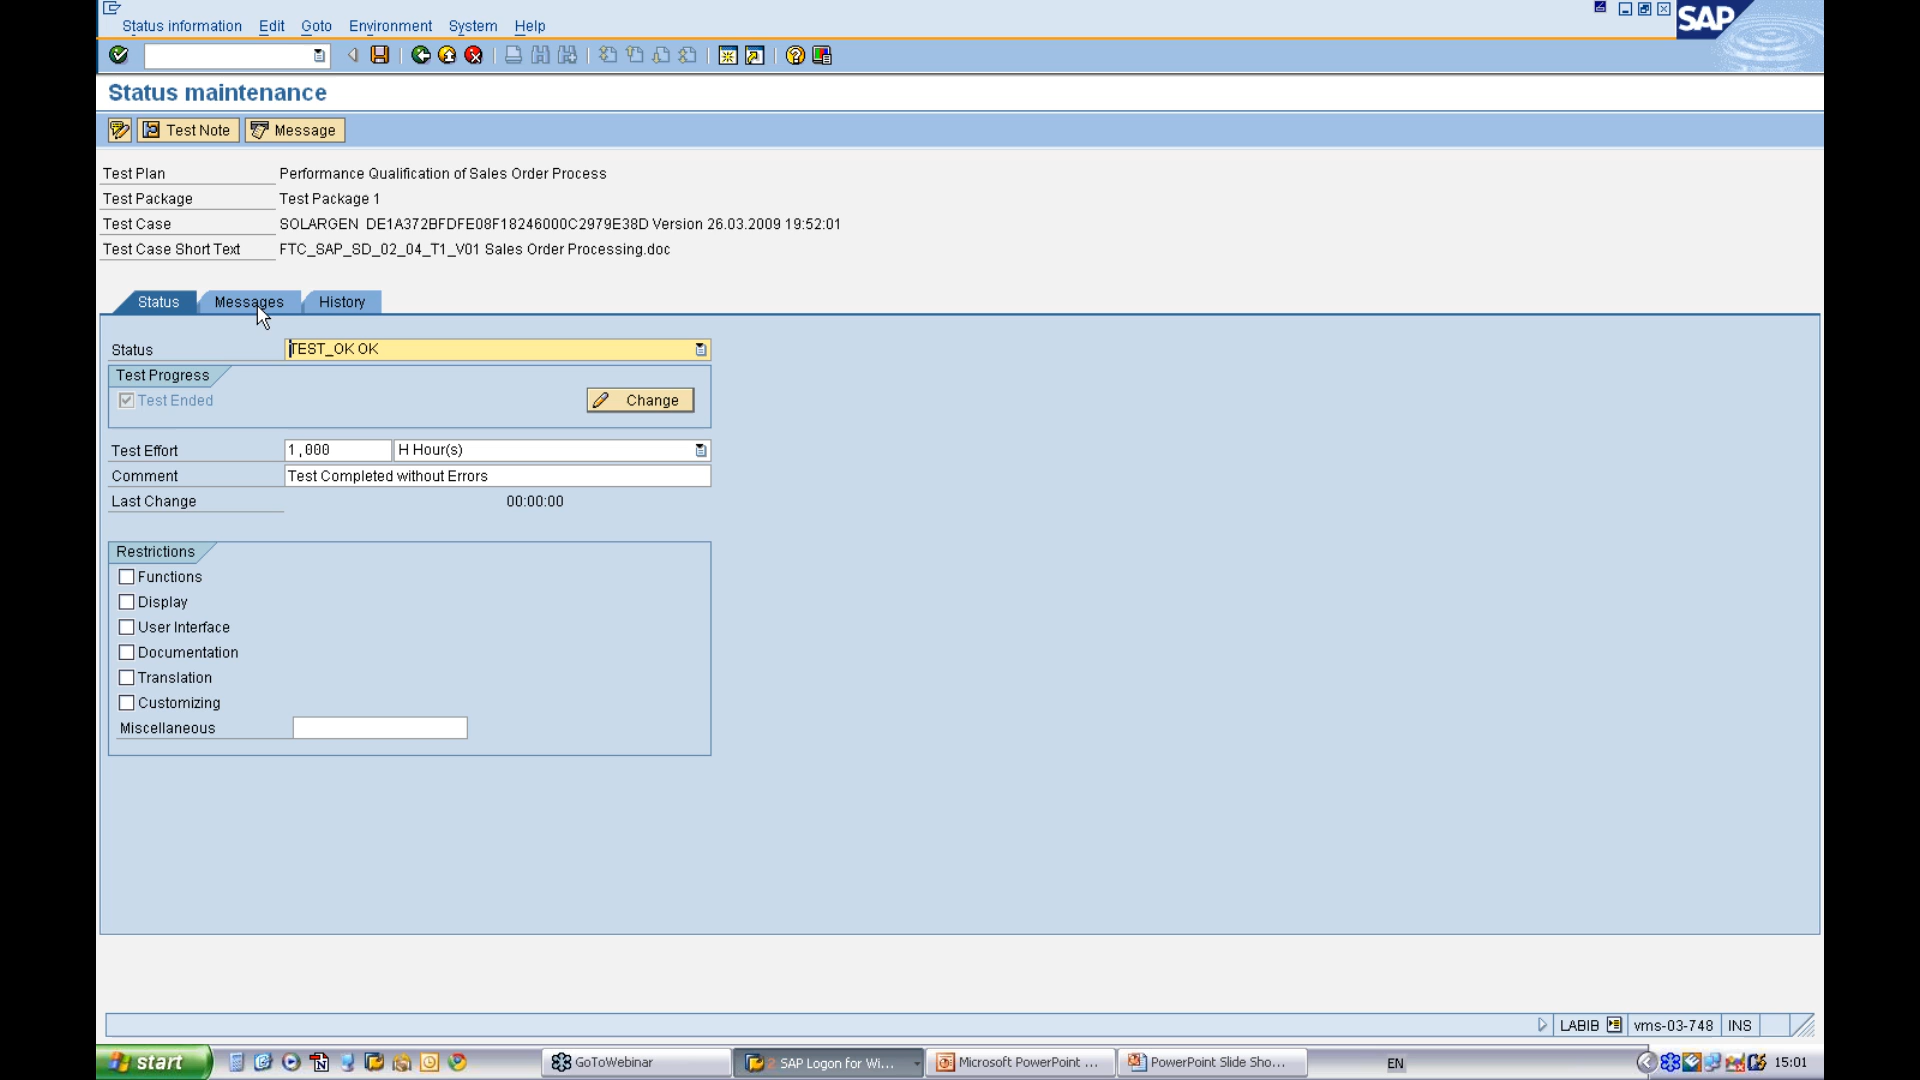 Status information Edit Goto Environment System Help
SAP
Status maintenance
Test Note Message
Test Plan Performance Qualification of Sales Order Process
Test Package Test Package 1
Test Case SOLARGEN DE1A372BFDFE08F18246000C2979E38D Version 26.03.2009 19:52:01
Test Case Short Text FTC_SAP_SD_02_04_T1_V01 Sales Order Processing.doc
Status Messages History
Status TEST_OK OK
Test Progress
Test Ended Change
Test Effort 1,000 H Hour(s)
Comment Test Completed without Errors
Last Change 00:00:00
Restrictions
Functions
Display
User Interface
Documentation
Translation
Customizing
Miscellaneous
LABIB vms-03-748 INS
start GoToWebinar SAP Logon for Wi... Microsoft PowerPoint ... PowerPoint Slide Sho... EN 15:01